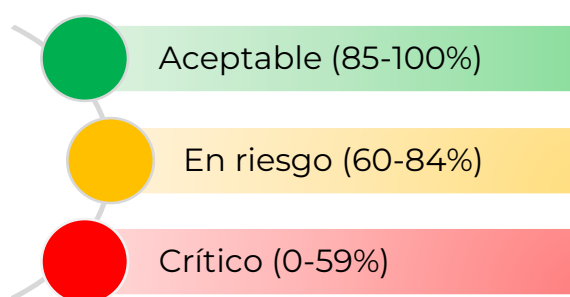 Aceptable (85-100%)
En riesgo (60-84%)
Crítico (0-59%)